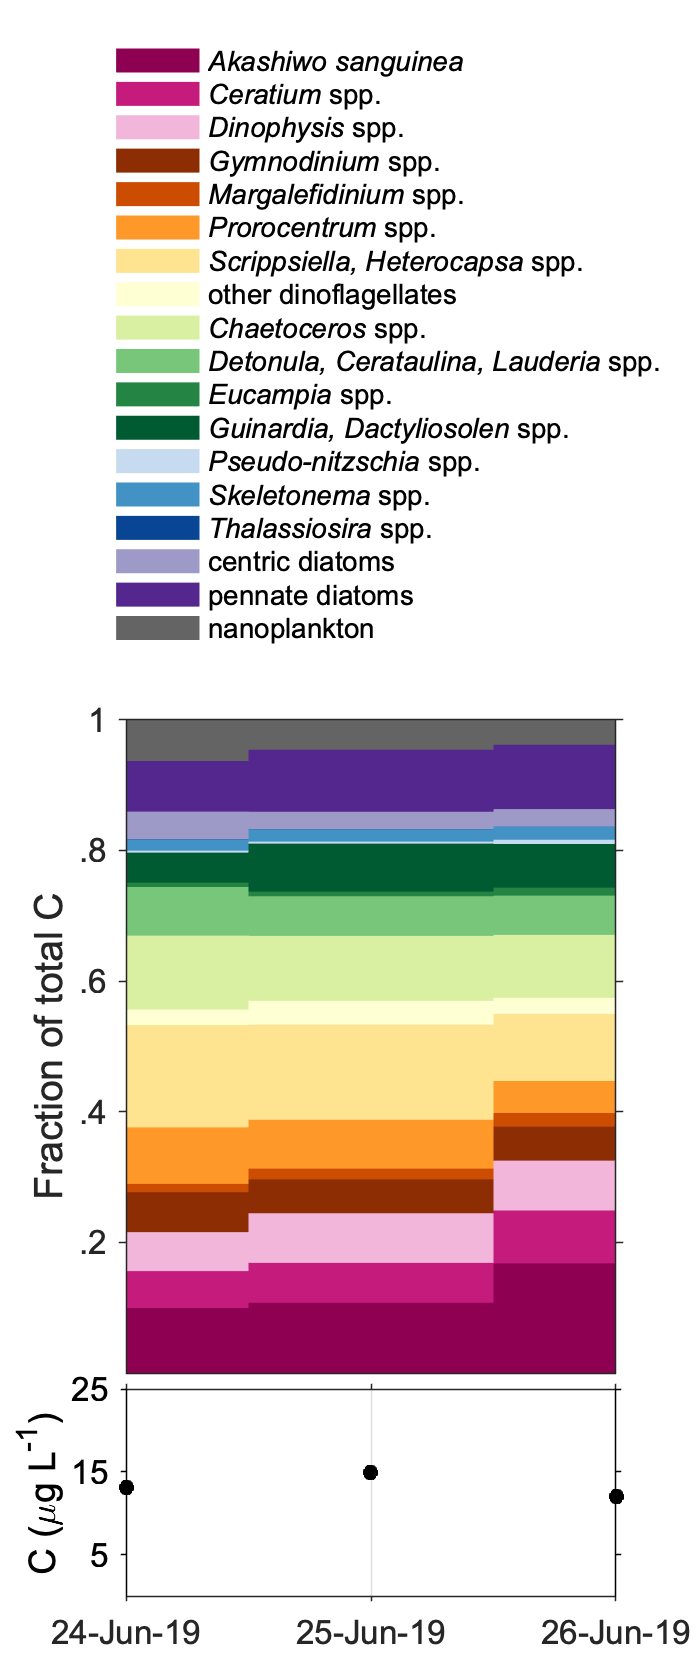 Akashiwo sanguinea
Ceratium spp.
Dinophysis spp.
Gymnodinium spp.
Margalefidinium spp.
Prorocentrum spp.
Scrippsiella, Heterocapsa spp.
other dinoflagellates
Chaetoceros spp.
Detonula, Cerataulina, Lauderia spp.
Eucampia spp.
Guinardia, Dactyliosolen spp.
Pseudo-nitzschia spp.
Skeletonema spp.
Thalassiosira spp.
centric diatoms
pennate diatoms
nanoplankton
Fraction of total C
1
.8
.6
.4
.2
C (μg L-1)
25
15
5
24-Jun-19 25-Jun-19 26-Jun-19